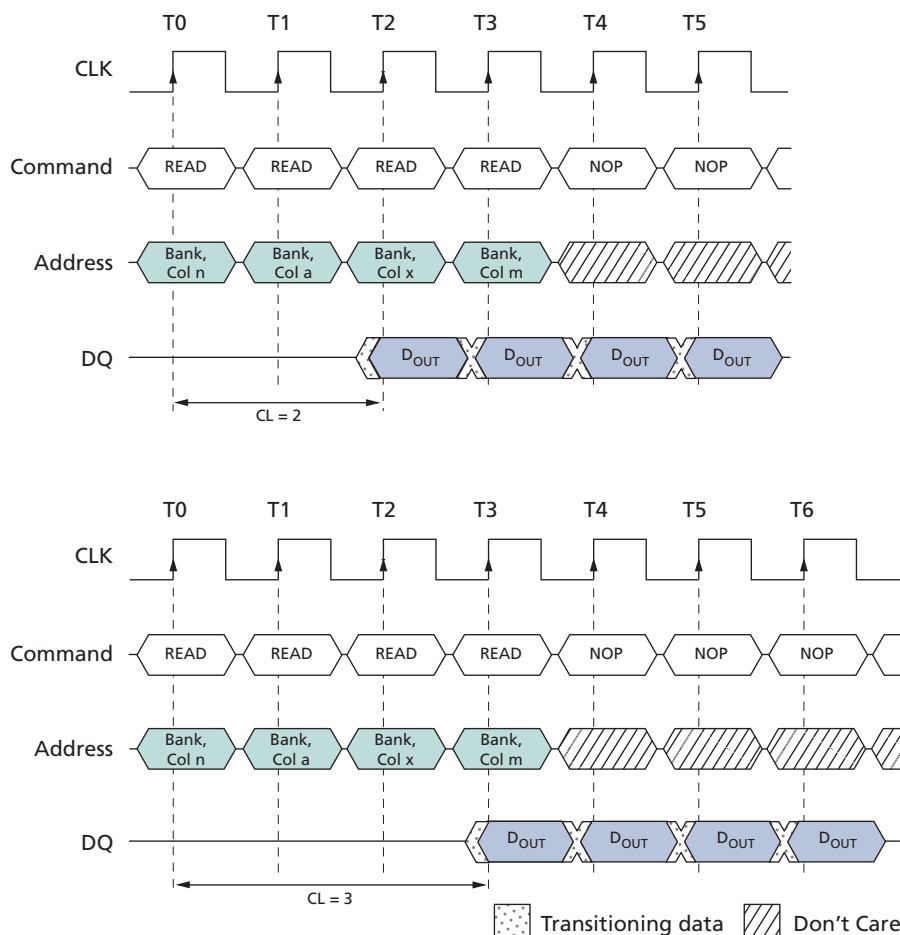 T0 T1 T2 T3 T4 T5
CLK
Command READ READ READ READ NOP NOP
Address Bank, Col n Bank, Col a Bank, Col x Bank, Col m
DQ DOUT DOUT DOUT DOUT
CL = 2
T0 T1 T2 T3 T4 T5 T6
CLK
Command READ READ READ READ NOP NOP NOP
Address Bank, Col n Bank, Col a Bank, Col x Bank, Col m
DQ DOUT DOUT DOUT DOUT
CL = 3
Transitioning data Don't Care